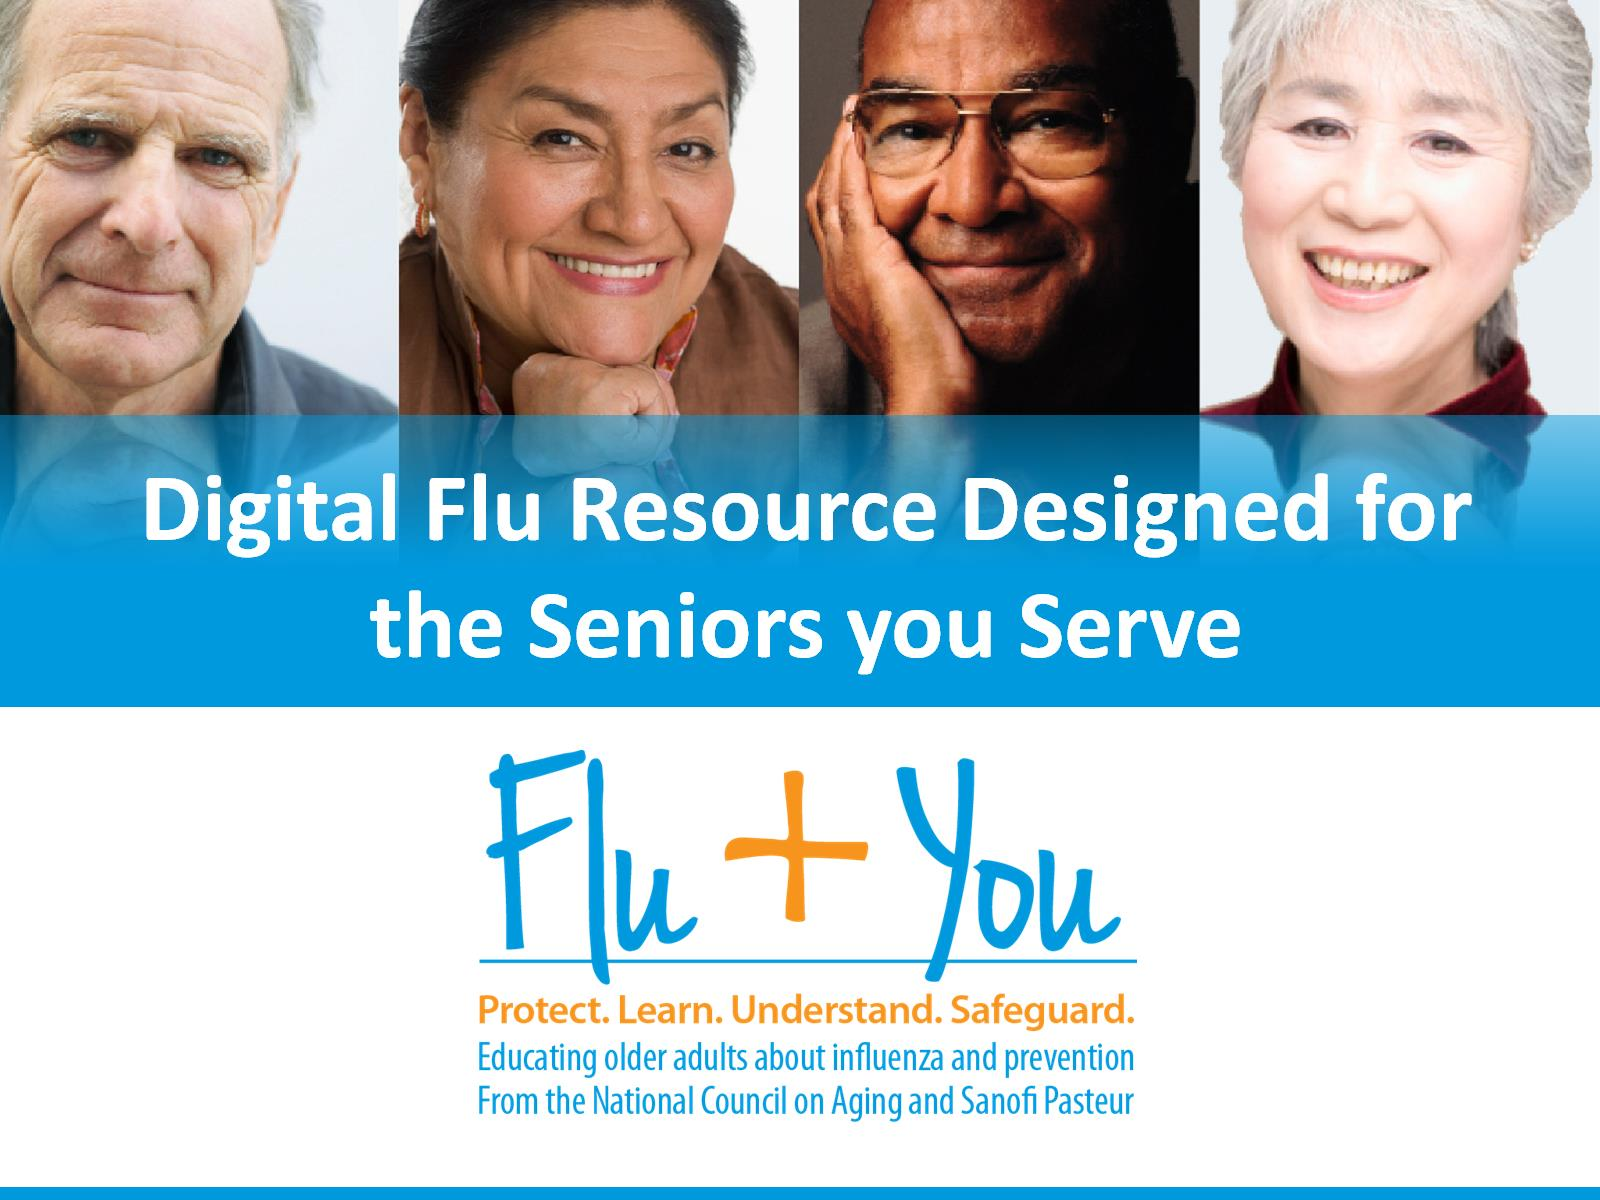 Digital Flu Resource Designed for
the Seniors you Serve
Flu + You
Protect. Learn. Understand. Safeguard.
Educating older adults about influenza and prevention
From the National Council on Aging and Sanofi Pasteur